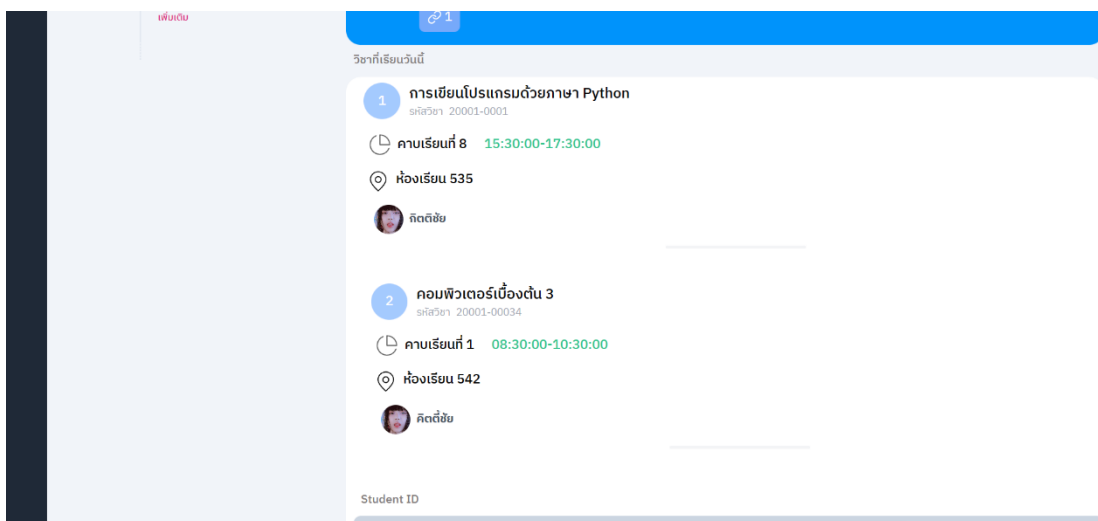 เพิ่มเติม
1
วิชาที่เรียนวันนี้
1
การเขียนโปรแกรมด้วยภาษา Python
รหัสวิชา 20001-0001
คาบเรียนที่ 8 15:30:00-17:30:00
ห้องเรียน 535
กิตติชัย
2
คอมพิวเตอร์เบื้องต้น 3
รหัสวิชา 20001-00034
คาบเรียนที่ 1 08:30:00-10:30:00
ห้องเรียน 542
คิตตี่ชัย
Student ID